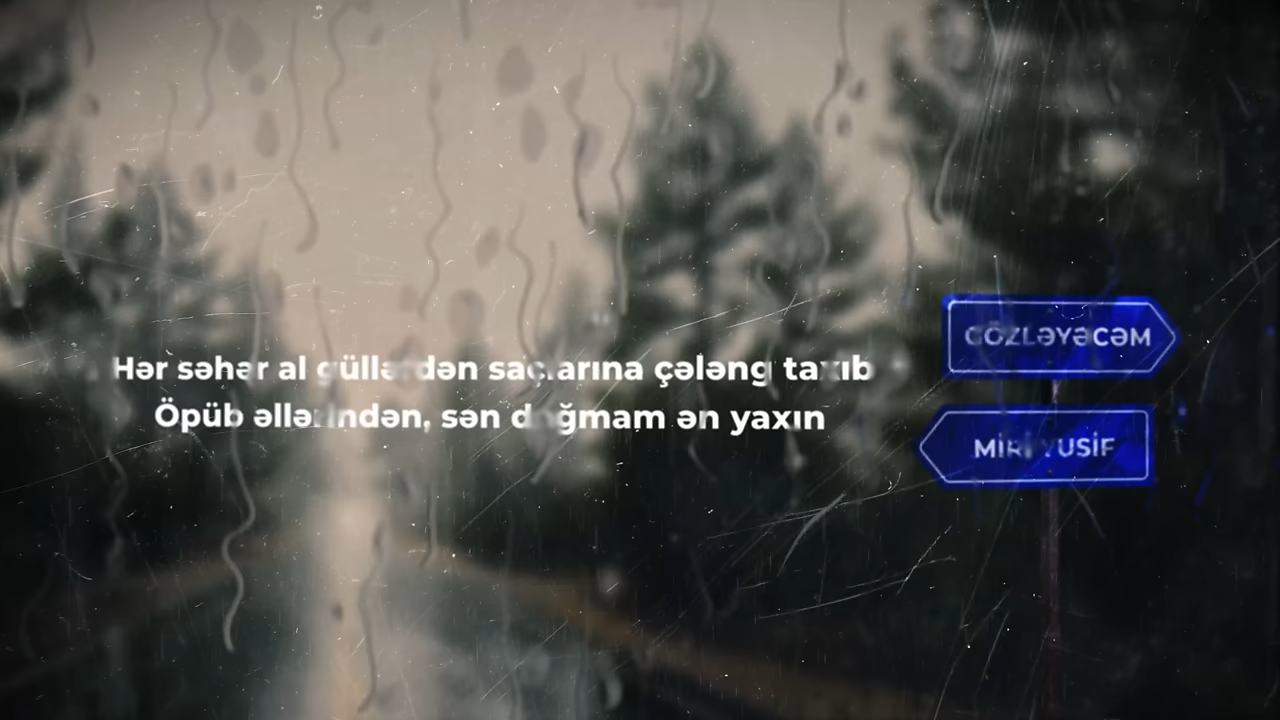 Hər səhər al güllərdən saçlarına çələng taxıb
Öpüb əllərindən, sən doğmam ən yaxın
GÖZLƏYƏCƏM
MİRİ YUSİF